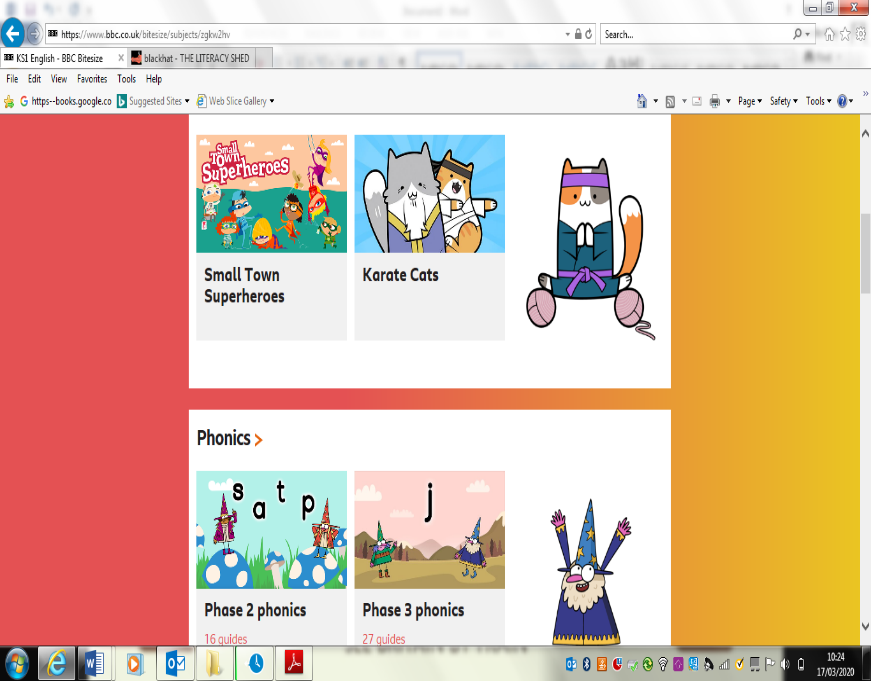 https://www.bbc.co.uk/bitesize/subjects/zgkw2hv
Search...
KS1 English - BBC Bitesize
blackhat - THE LITERACY SHED
File Edit View Favorites Tools Help
https--books.google.co Suggested Sites Web Slice Gallery Page Safety Tools
Small Town Superheroes
Small Town
Superheroes
Karate Cats
Phonics >
s a t p
j
Phase 2 phonics
Phase 3 phonics
16 guides
27 guides
10:24
17/03/2020